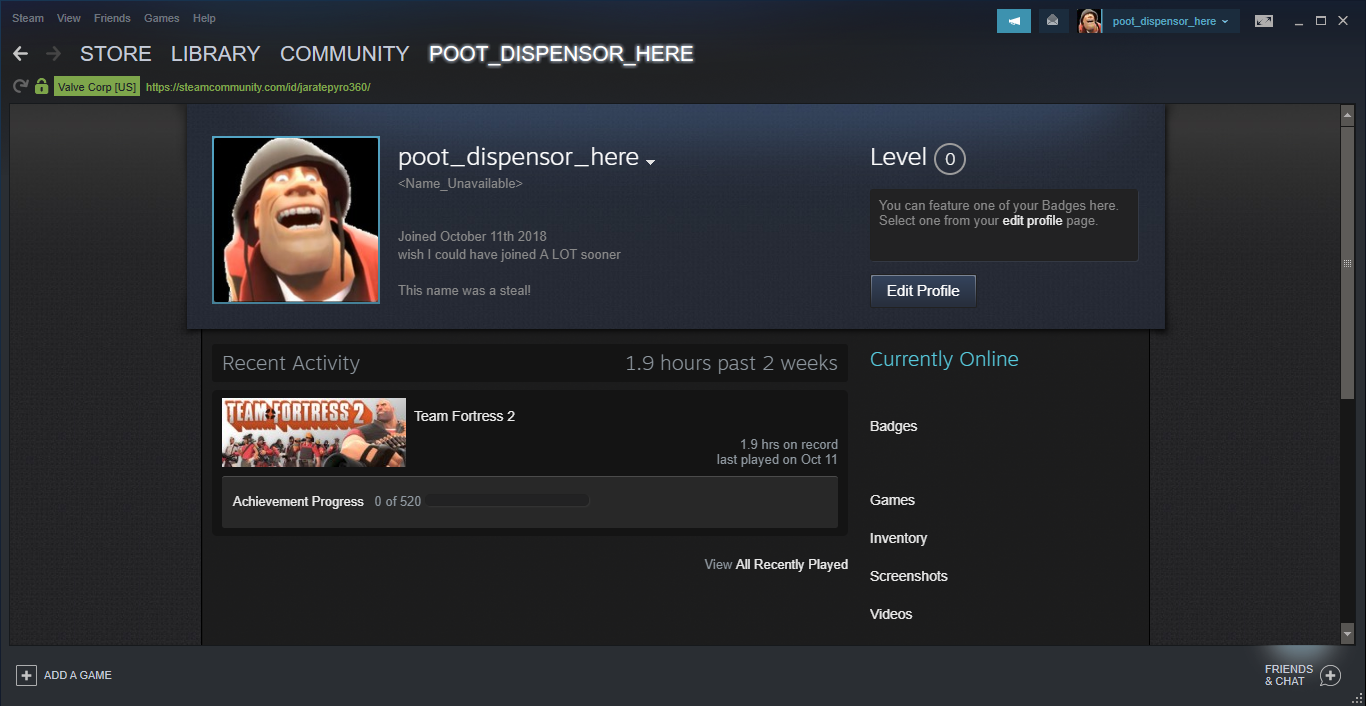 Steam View Friends Games Help
poot_dispensor_here
STORE LIBRARY COMMUNITY POOT_DISPENSOR_HERE
Valve Corp [US] https://steamcommunity.com/id/jaratepyro360/
poot_dispensor_here
<Name_Unavailable>
Joined October 11th 2018
wish I could have joined A LOT sooner
This name was a steal!
Level 0
You can feature one of your Badges here.
Select one from your edit profile page.
Edit Profile
Recent Activity 1.9 hours past 2 weeks
TEAM FORTRESS 2
Team Fortress 2
1.9 hrs on record
last played on Oct 11
Achievement Progress 0 of 520
View All Recently Played
Currently Online
Badges
Games
Inventory
Screenshots
Videos
ADD A GAME
FRIENDS
& CHAT